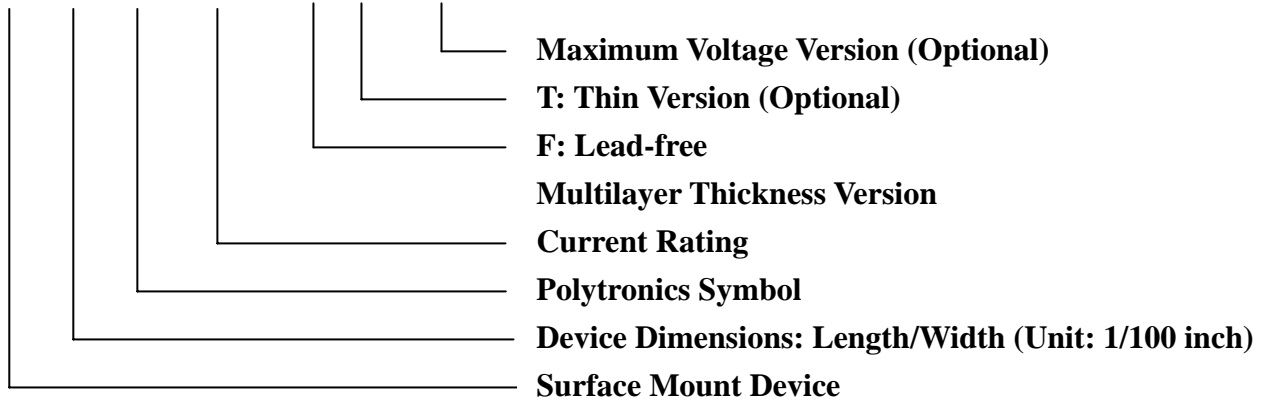 Maximum Voltage Version (Optional)
T: Thin Version (Optional)
F: Lead-free
Multilayer Thickness Version
Current Rating
Polytronics Symbol
Device Dimensions: Length/Width (Unit: 1/100 inch)
Surface Mount Device